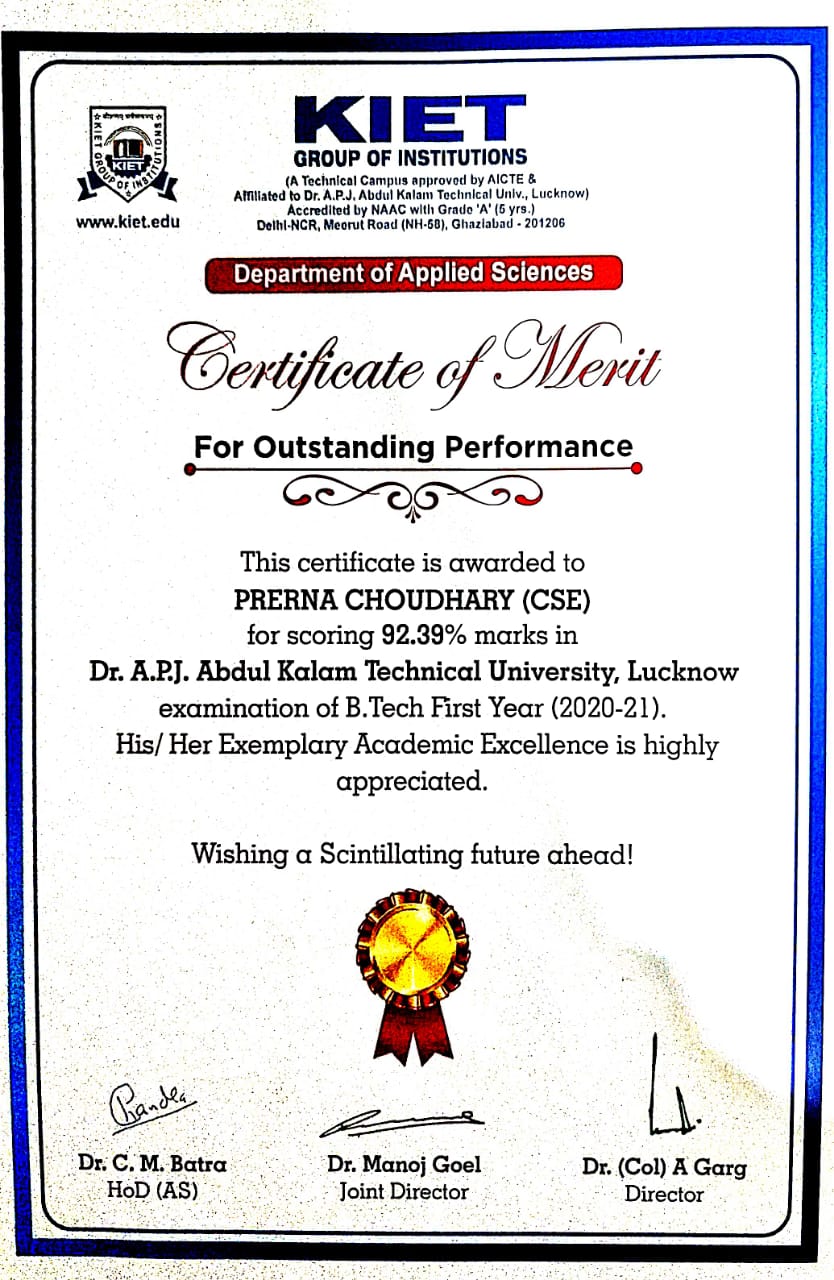 KIET GROUP OF INSTITUTIONS
KIET
www.kiet.edu
KIET
GROUP OF INSTITUTIONS
(A Technical Campus approved by AICTE &
Affiliated to Dr. A.P.J. Abdul Kalam Technical Univ., Lucknow)
Accredited by NAAC with Grade 'A' (5 yrs.)
Delhi-NCR, Meerut Road (NH-58), Ghaziabad - 201206
Department of Applied Sciences
Certificate of Merit
For Outstanding Performance
This certificate is awarded to
PRERNA CHOUDHARY (CSE)
for scoring 92.39% marks in
Dr. A.P.J. Abdul Kalam Technical University, Lucknow
examination of B.Tech First Year (2020-21).
His/ Her Exemplary Academic Excellence is highly
appreciated.
Wishing a Scintillating future ahead!
Dr. C. M. Batra
HoD (AS)
Dr. Manoj Goel
Joint Director
Dr. (Col) A Garg
Director